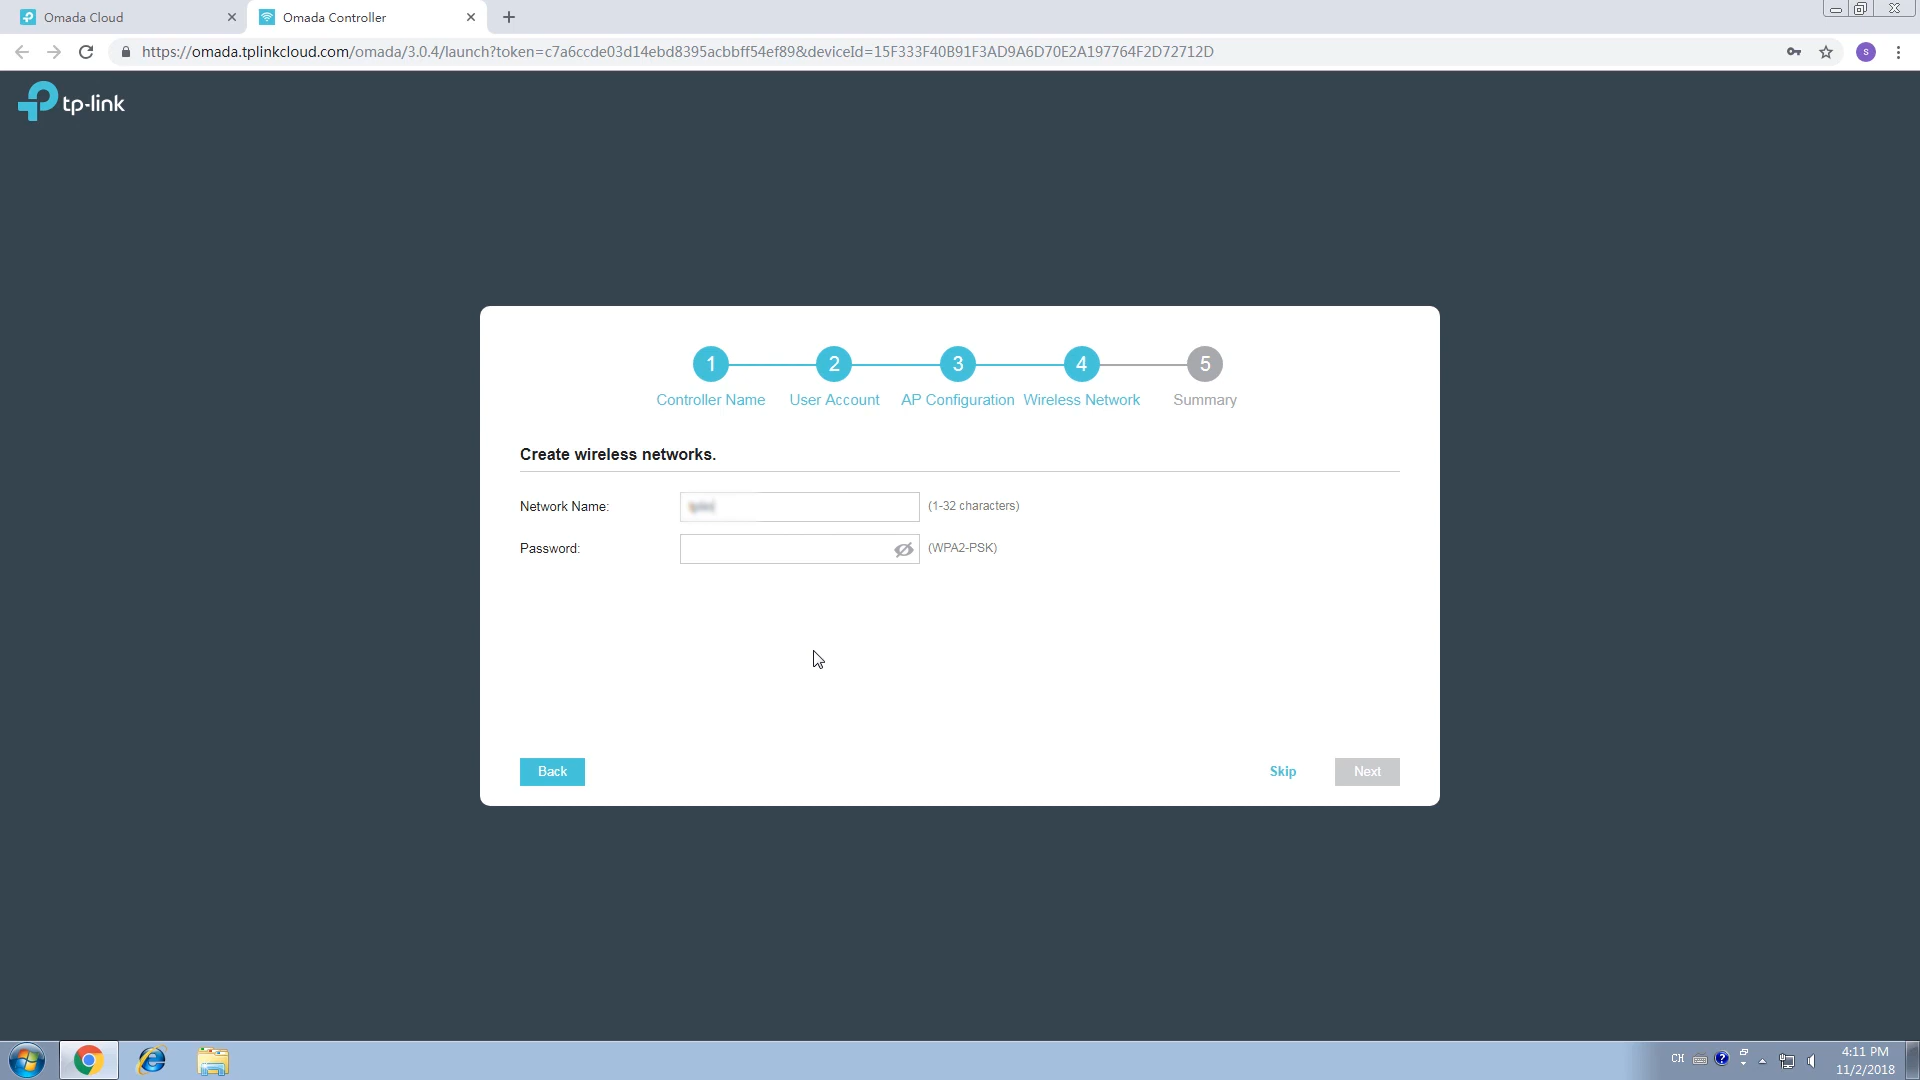 Omada Cloud
Omada Controller
https://omada.tplinkcloud.com/omada/3.0.4/launch?token=c7a6ccde03d14ebd8395acbbff54ef89&deviceId=15F333F40B91F3AD9A6D70E2A197764F2D72712D
S
tp-link
1 2 3 4 5
Controller Name User Account AP Configuration Wireless Network Summary
Create wireless networks.
Network Name: (1-32 characters)
Password: (WPA2-PSK)
Back Skip Next
CH
4:11 PM
11/2/2018